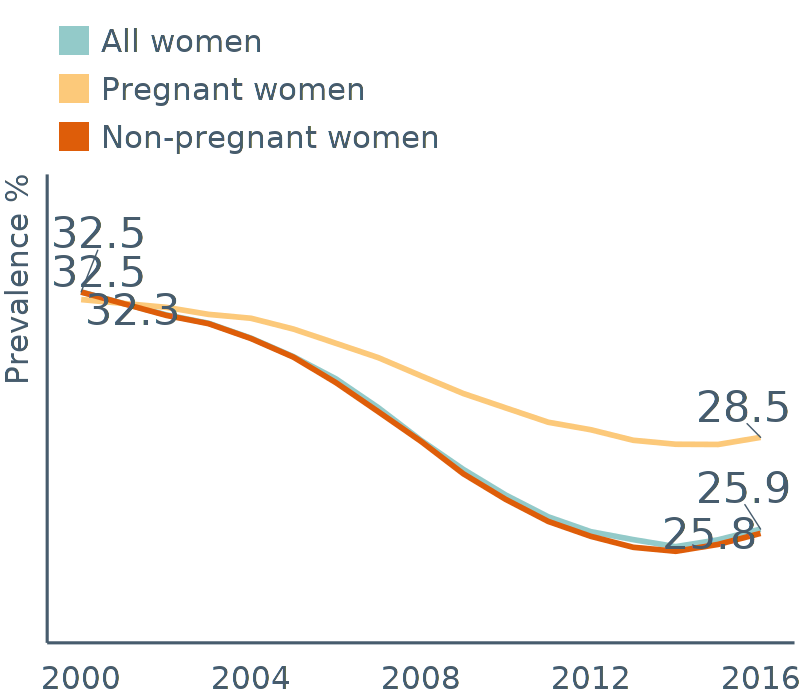 All women
Pregnant women
Non-pregnant women
Prevalence %
32.5
32.5
32.3
28.5
25.9
25.8
2000 2004 2008 2012 2016